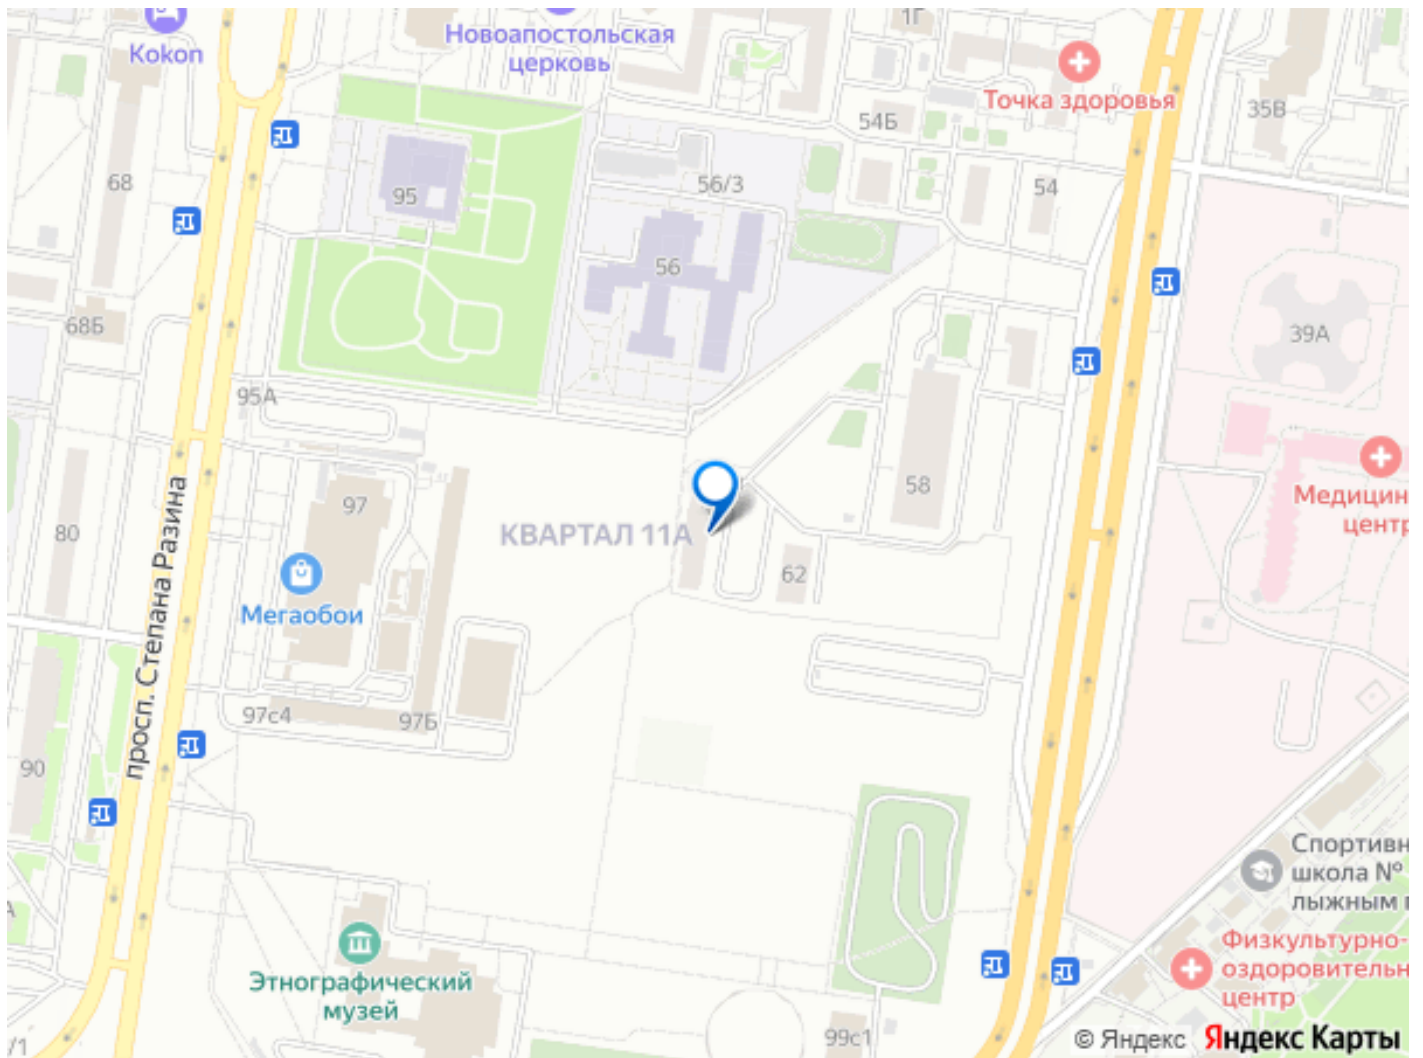 Кокоn
Новоапостольская
церковь
1Г
Точка здоровья
35В
54Б
68
95
56/3
54
56
39А
68Б
95А
97
58
Медицин
центр
80
КВАРТАЛ 11А
62
Мегаобои
просп. Степана Разина
97с4
97Б
90
Спортивн
школа №
лыжным
Физкультурно-
оздоровительн
центр
Этнографический
музей
99с1
/1
© Яндекс Яндекс Карты